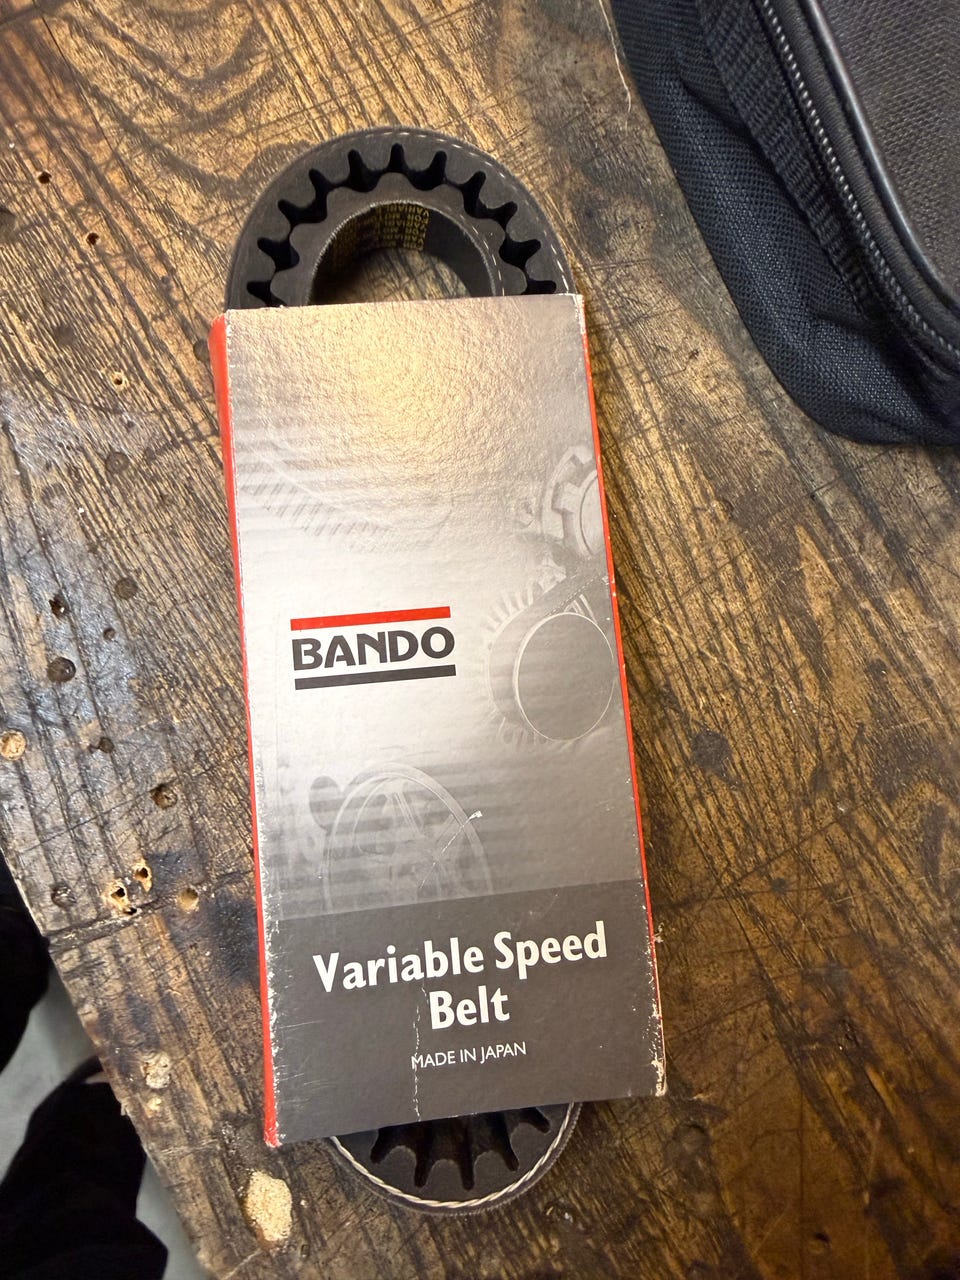 BANDO
Variable Speed
Belt
MADE IN JAPAN